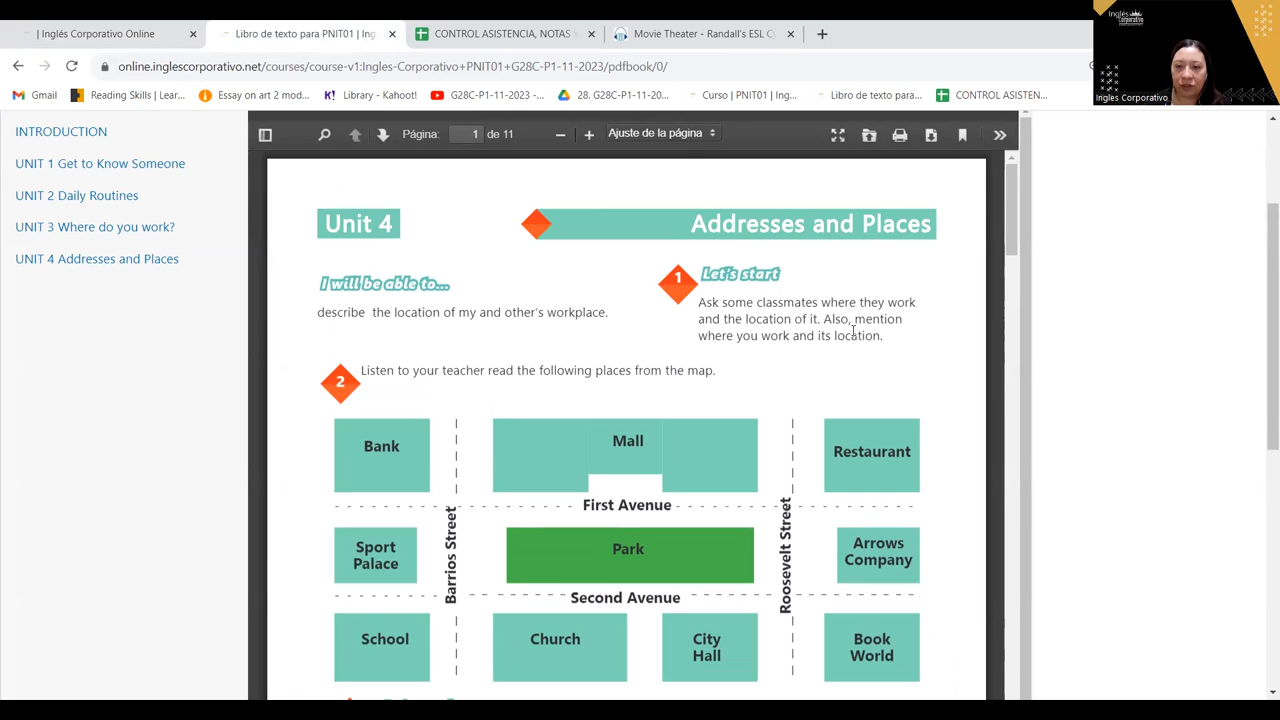 | Inglés Corporativo Online
Libro de texto para PNIT01 | Ing
CONTROL ASISTENCIA, NOTAS
Movie Theater - Randall's ESL Cy
online.inglescorporativo.net/courses/course-v1:Ingles-Corporativo+PNIT01+G28C-P1-11-2023/pdfbook/0/
Gmail
Reading Skills | Lear...
Essay on art 2 mod...
Library - Kahoot!
G28C-P1-11-2023 -...
28. G28C-P1-11-20...
Curso | PNIT01 | Ing...
Libro de texto para...
CONTROL ASISTEN...
Inglés
Corporativo
Ingles Corporativo
INTRODUCTION
UNIT 1 Get to Know Someone
UNIT 2 Daily Routines
UNIT 3 Where do you work?
UNIT 4 Addresses and Places
Página: 1 de 11
Ajuste de la página
Unit 4
Addresses and Places
I will be able to...
describe the location of my and other's workplace.
1
Let's start
Ask some classmates where they work
and the location of it. Also, mention
where you work and its location.
2
Listen to your teacher read the following places from the map.
Bank
Mall
Restaurant
First Avenue
Sport
Palace
Barrios Street
Park
Roosevelt Street
Arrows
Company
Second Avenue
School
Church
City
Hall
Book
World